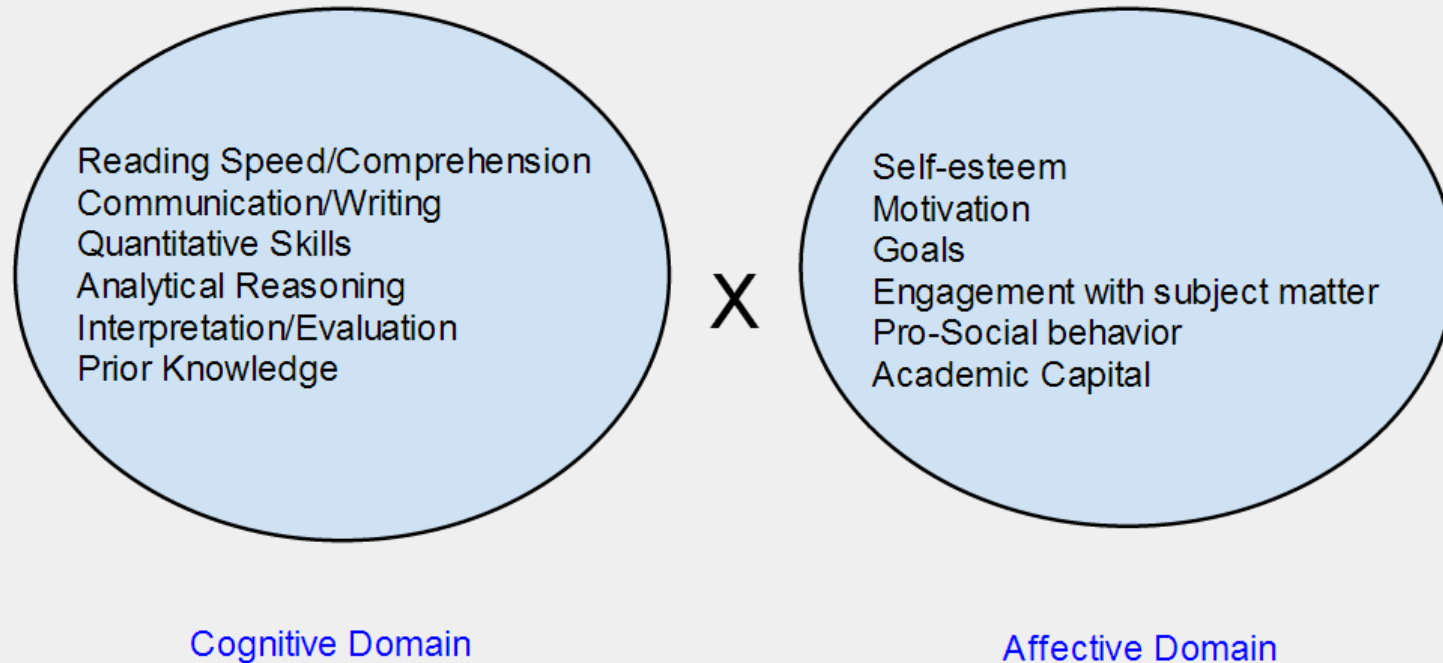 Reading Speed/Comprehension
Communication/Writing
Quantitative Skills
Analytical Reasoning
Interpretation/Evaluation
Prior Knowledge
X
Self-esteem
Motivation
Goals
Engagement with subject matter
Pro-Social behavior
Academic Capital
Cognitive Domain
Affective Domain